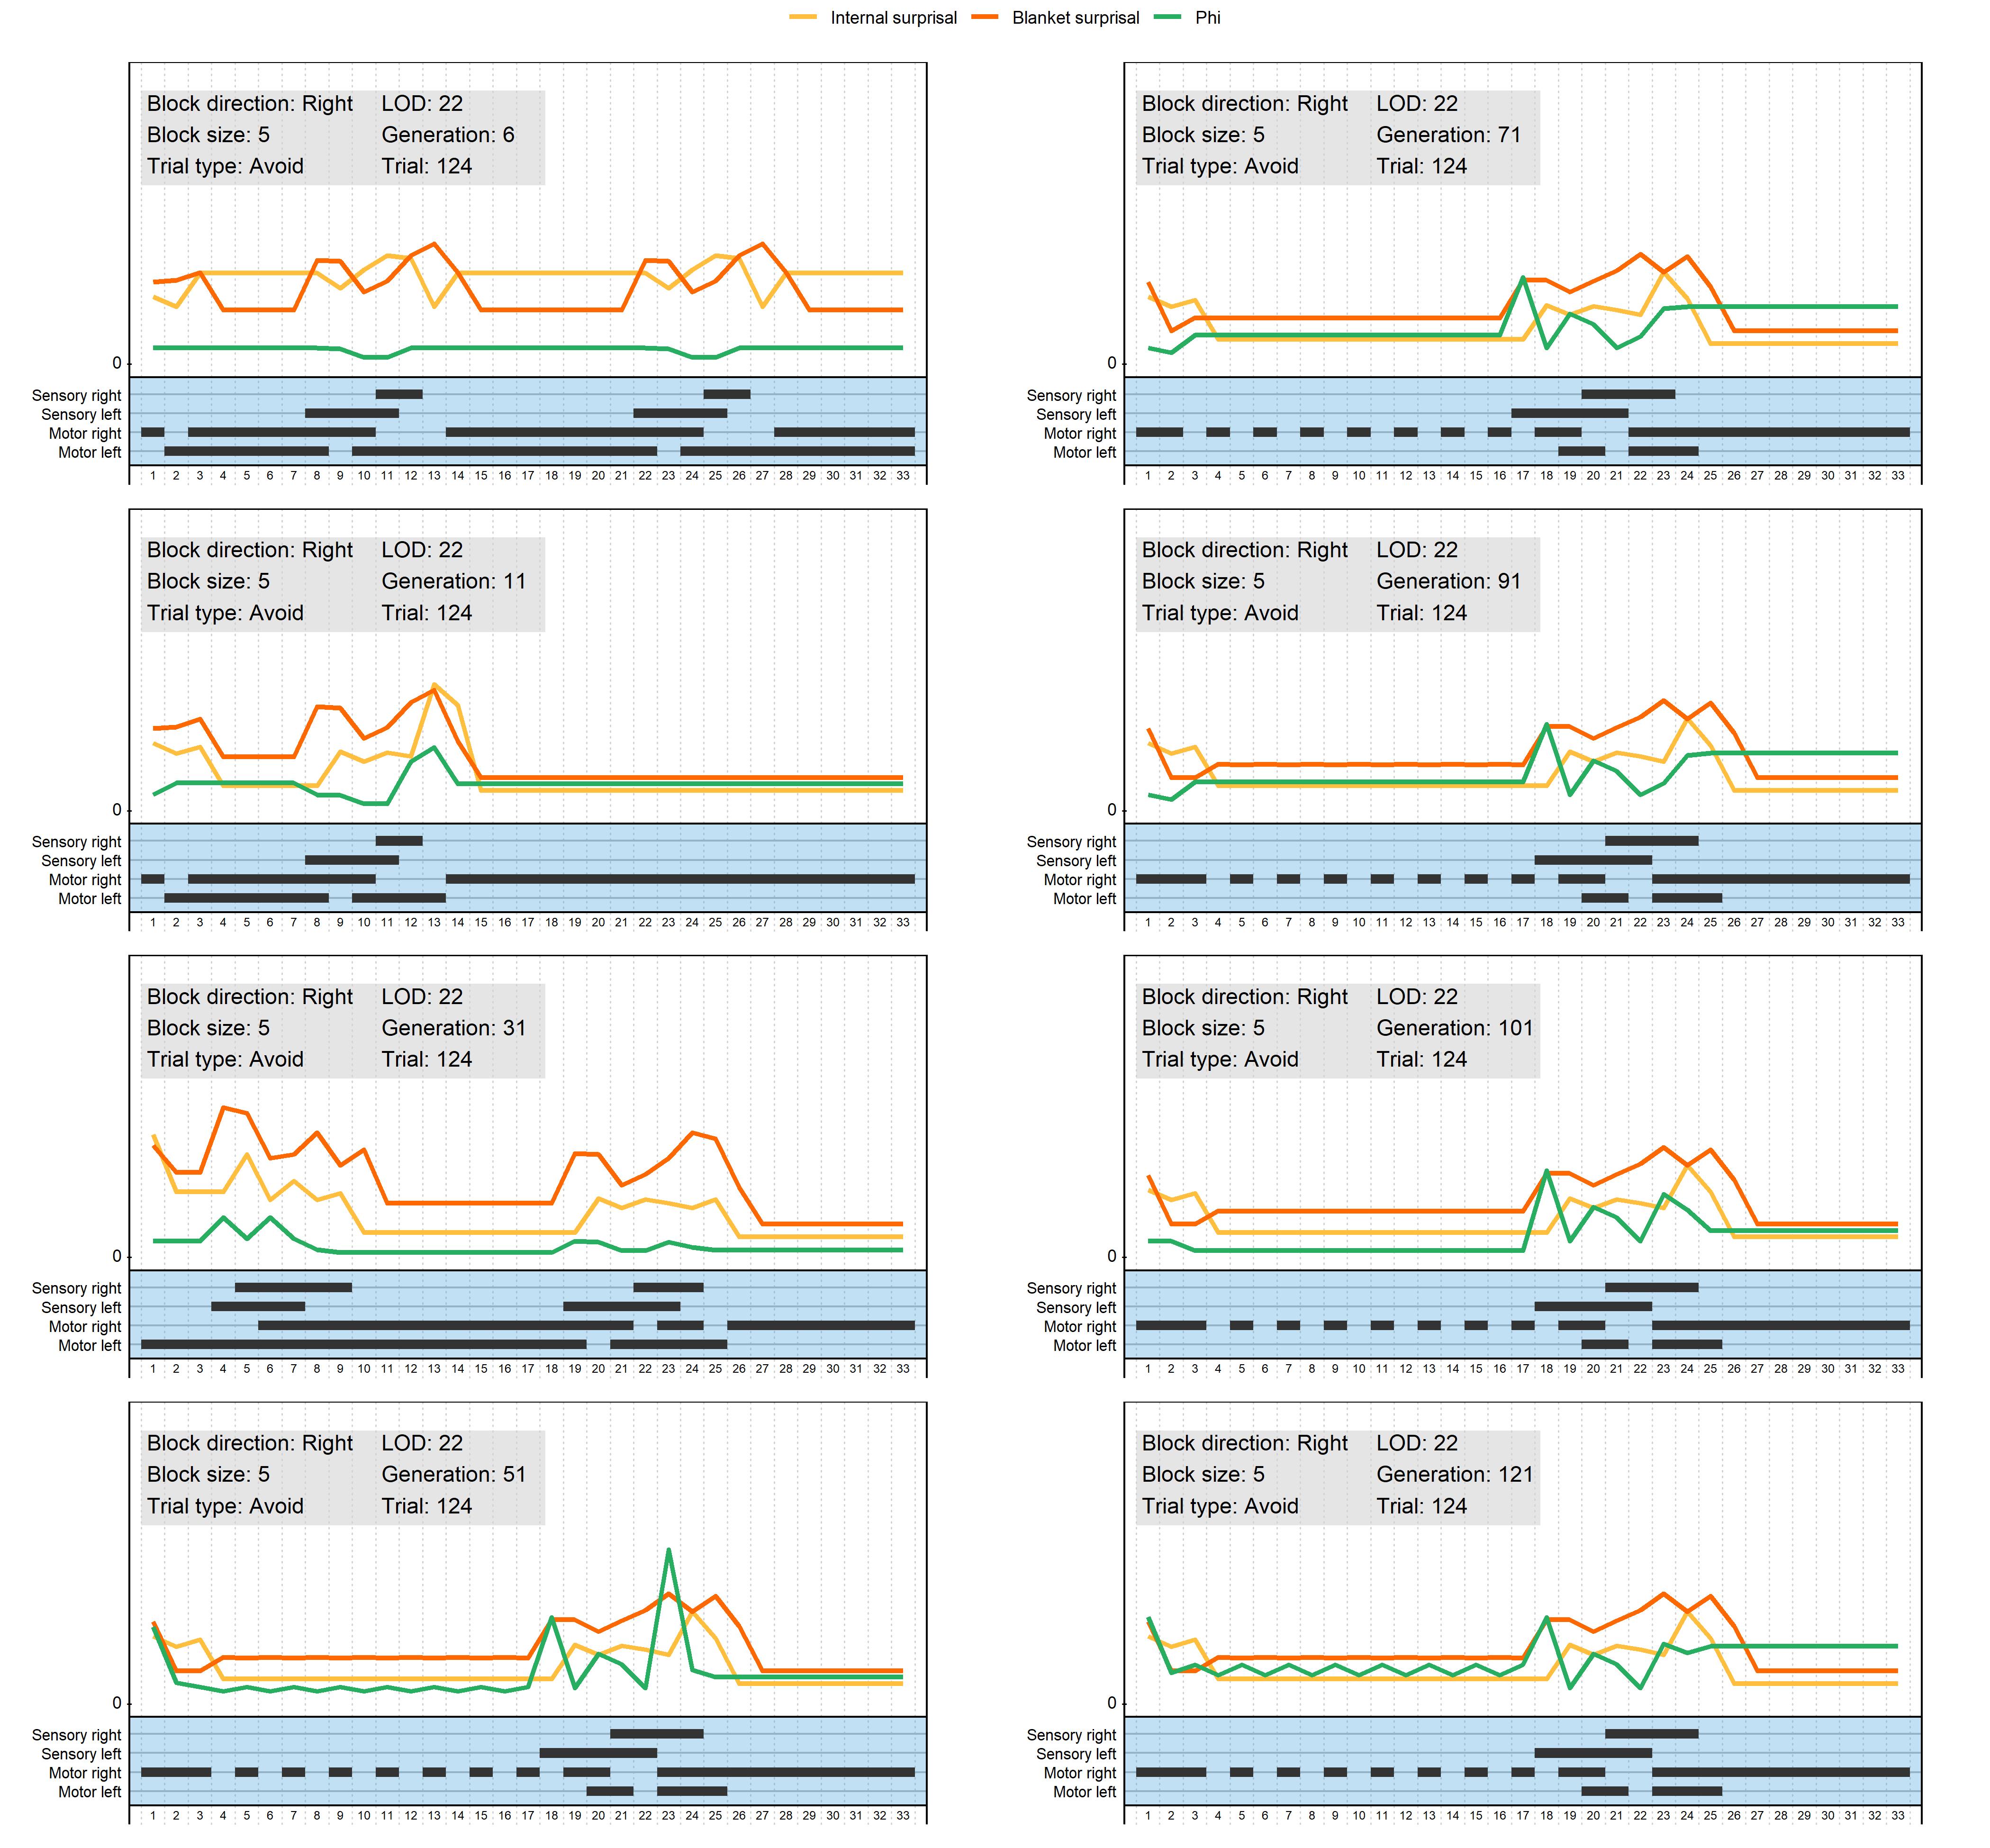 Internal surprisal Blanket surprisal Phi
Block direction: Right LOD: 22
Block size: 5 Generation: 6
Trial type: Avoid Trial: 124
0
Sensory right
Sensory left
Motor right
Motor left
1 2 3 4 5 6 7 8 9 10 11 12 13 14 15 16 17 18 19 20 21 22 23 24 25 26 27 28 29 30 31 32 33
Block direction: Right LOD: 22
Block size: 5 Generation: 71
Trial type: Avoid Trial: 124
0
Sensory right
Sensory left
Motor right
Motor left
1 2 3 4 5 6 7 8 9 10 11 12 13 14 15 16 17 18 19 20 21 22 23 24 25 26 27 28 29 30 31 32 33
Block direction: Right LOD: 22
Block size: 5 Generation: 11
Trial type: Avoid Trial: 124
0
Sensory right
Sensory left
Motor right
Motor left
1 2 3 4 5 6 7 8 9 10 11 12 13 14 15 16 17 18 19 20 21 22 23 24 25 26 27 28 29 30 31 32 33
Block direction: Right LOD: 22
Block size: 5 Generation: 91
Trial type: Avoid Trial: 124
0
Sensory right
Sensory left
Motor right
Motor left
1 2 3 4 5 6 7 8 9 10 11 12 13 14 15 16 17 18 19 20 21 22 23 24 25 26 27 28 29 30 31 32 33
Block direction: Right LOD: 22
Block size: 5 Generation: 31
Trial type: Avoid Trial: 124
0
Sensory right
Sensory left
Motor right
Motor left
1 2 3 4 5 6 7 8 9 10 11 12 13 14 15 16 17 18 19 20 21 22 23 24 25 26 27 28 29 30 31 32 33
Block direction: Right LOD: 22
Block size: 5 Generation: 101
Trial type: Avoid Trial: 124
0
Sensory right
Sensory left
Motor right
Motor left
1 2 3 4 5 6 7 8 9 10 11 12 13 14 15 16 17 18 19 20 21 22 23 24 25 26 27 28 29 30 31 32 33
Block direction: Right LOD: 22
Block size: 5 Generation: 51
Trial type: Avoid Trial: 124
0
Sensory right
Sensory left
Motor right
Motor left
1 2 3 4 5 6 7 8 9 10 11 12 13 14 15 16 17 18 19 20 21 22 23 24 25 26 27 28 29 30 31 32 33
Block direction: Right LOD: 22
Block size: 5 Generation: 121
Trial type: Avoid Trial: 124
0
Sensory right
Sensory left
Motor right
Motor left
1 2 3 4 5 6 7 8 9 10 11 12 13 14 15 16 17 18 19 20 21 22 23 24 25 26 27 28 29 30 31 32 33